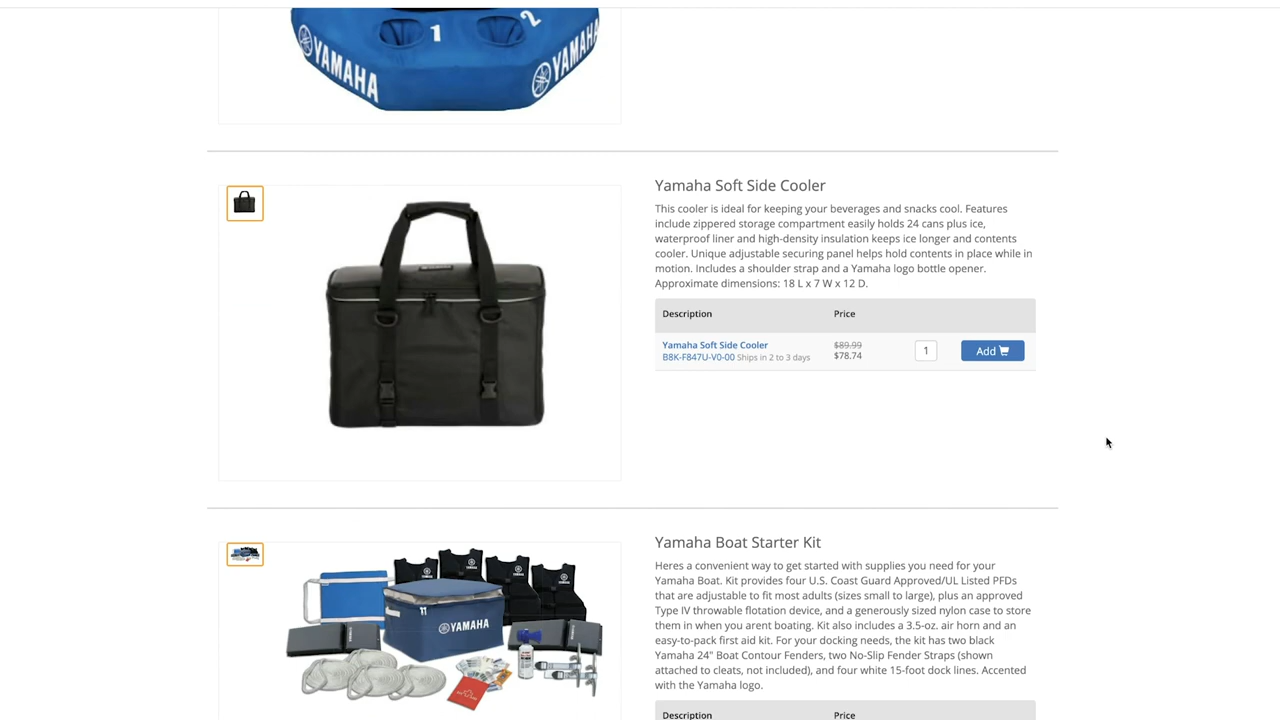 1
2
YAMAHA
YAMAHA
Yamaha Soft Side Cooler
This cooler is ideal for keeping your beverages and snacks cool. Features
include zippered storage compartment easily holds 24 cans plus ice,
waterproof liner and high-density insulation keeps ice longer and contents
cooler. Unique adjustable securing panel helps hold contents in place while in
motion. Includes a shoulder strap and a Yamaha logo bottle opener.
Approximate dimensions: 18 L x 7 W x 12 D.
Description Price
Yamaha Soft Side Cooler
B8K-F847U-V0-00 Ships in 2 to 3 days
$89.99
$78.74
1
Add
Yamaha Boat Starter Kit
Heres a convenient way to get started with supplies you need for your
Yamaha Boat. Kit provides four U.S. Coast Guard Approved/UL Listed PFDs
that are adjustable to fit most adults (sizes small to large), plus an approved
Type IV throwable flotation device, and a generously sized nylon case to store
them in when you arent boating. Kit also includes a 3.5-oz. air horn and an
easy-to-pack first aid kit. For your docking needs, the kit has two black
Yamaha 24" Boat Contour Fenders, two No-Slip Fender Straps (shown
attached to cleats, not included), and four white 15-foot dock lines. Accented
with the Yamaha logo.
YAMAHA
Description Price